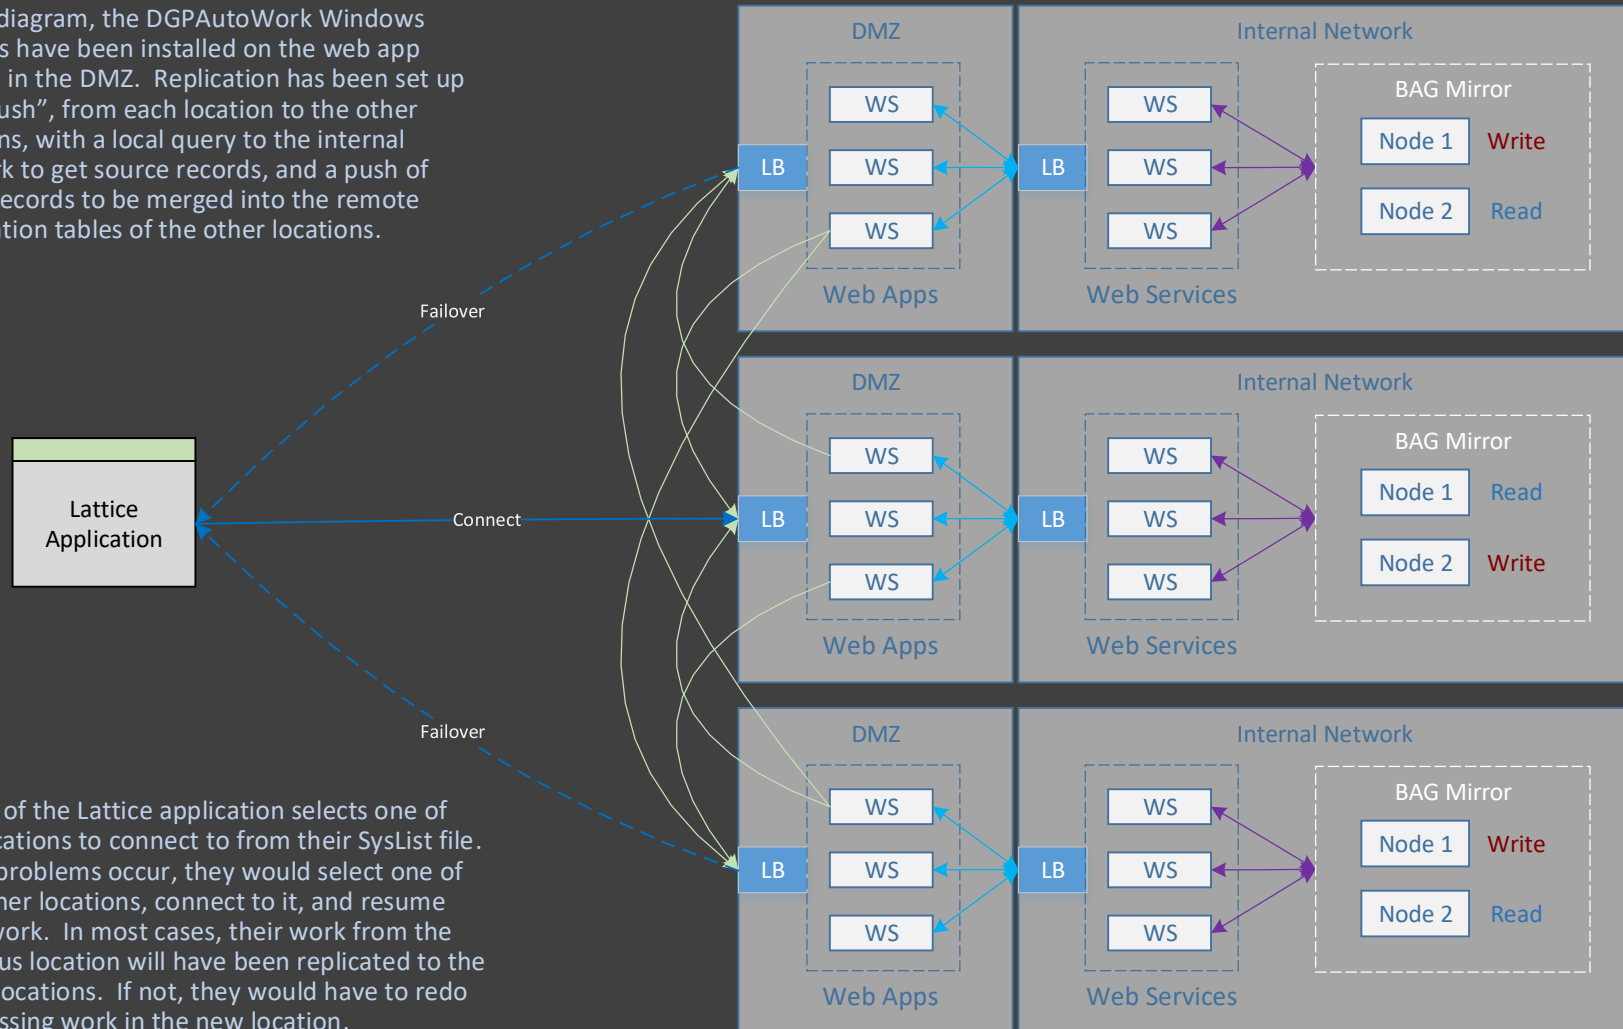 diagram, the DGPAutoWork Windows
s have been installed on the web app
in the DMZ.  Replication has been set up
ush”, from each location to the other
ns, with a local query to the internal
k to get source records, and a push of
ecords to be merged into the remote
tion tables of the other locations.
DMZ
Internal Network
WS
WS
WS
LB
Web Apps
WS
WS
WS
LB
Web Services
BAG Mirror
Node 1 Write
Node 2 Read
Failover
DMZ
Internal Network
Lattice
Application
Connect
WS
WS
WS
LB
Web Apps
WS
WS
WS
LB
Web Services
BAG Mirror
Node 1 Read
Node 2 Write
Failover
DMZ
Internal Network
WS
WS
WS
LB
Web Apps
WS
WS
WS
LB
Web Services
BAG Mirror
Node 1 Write
Node 2 Read
of the Lattice application selects one of
cations to connect to from their SysList file.
problems occur, they would select one of
her locations, connect to it, and resume
work.  In most cases, their work from the
us location will have been replicated to the
locations.  If not, they would have to redo
ssing work in the new location.